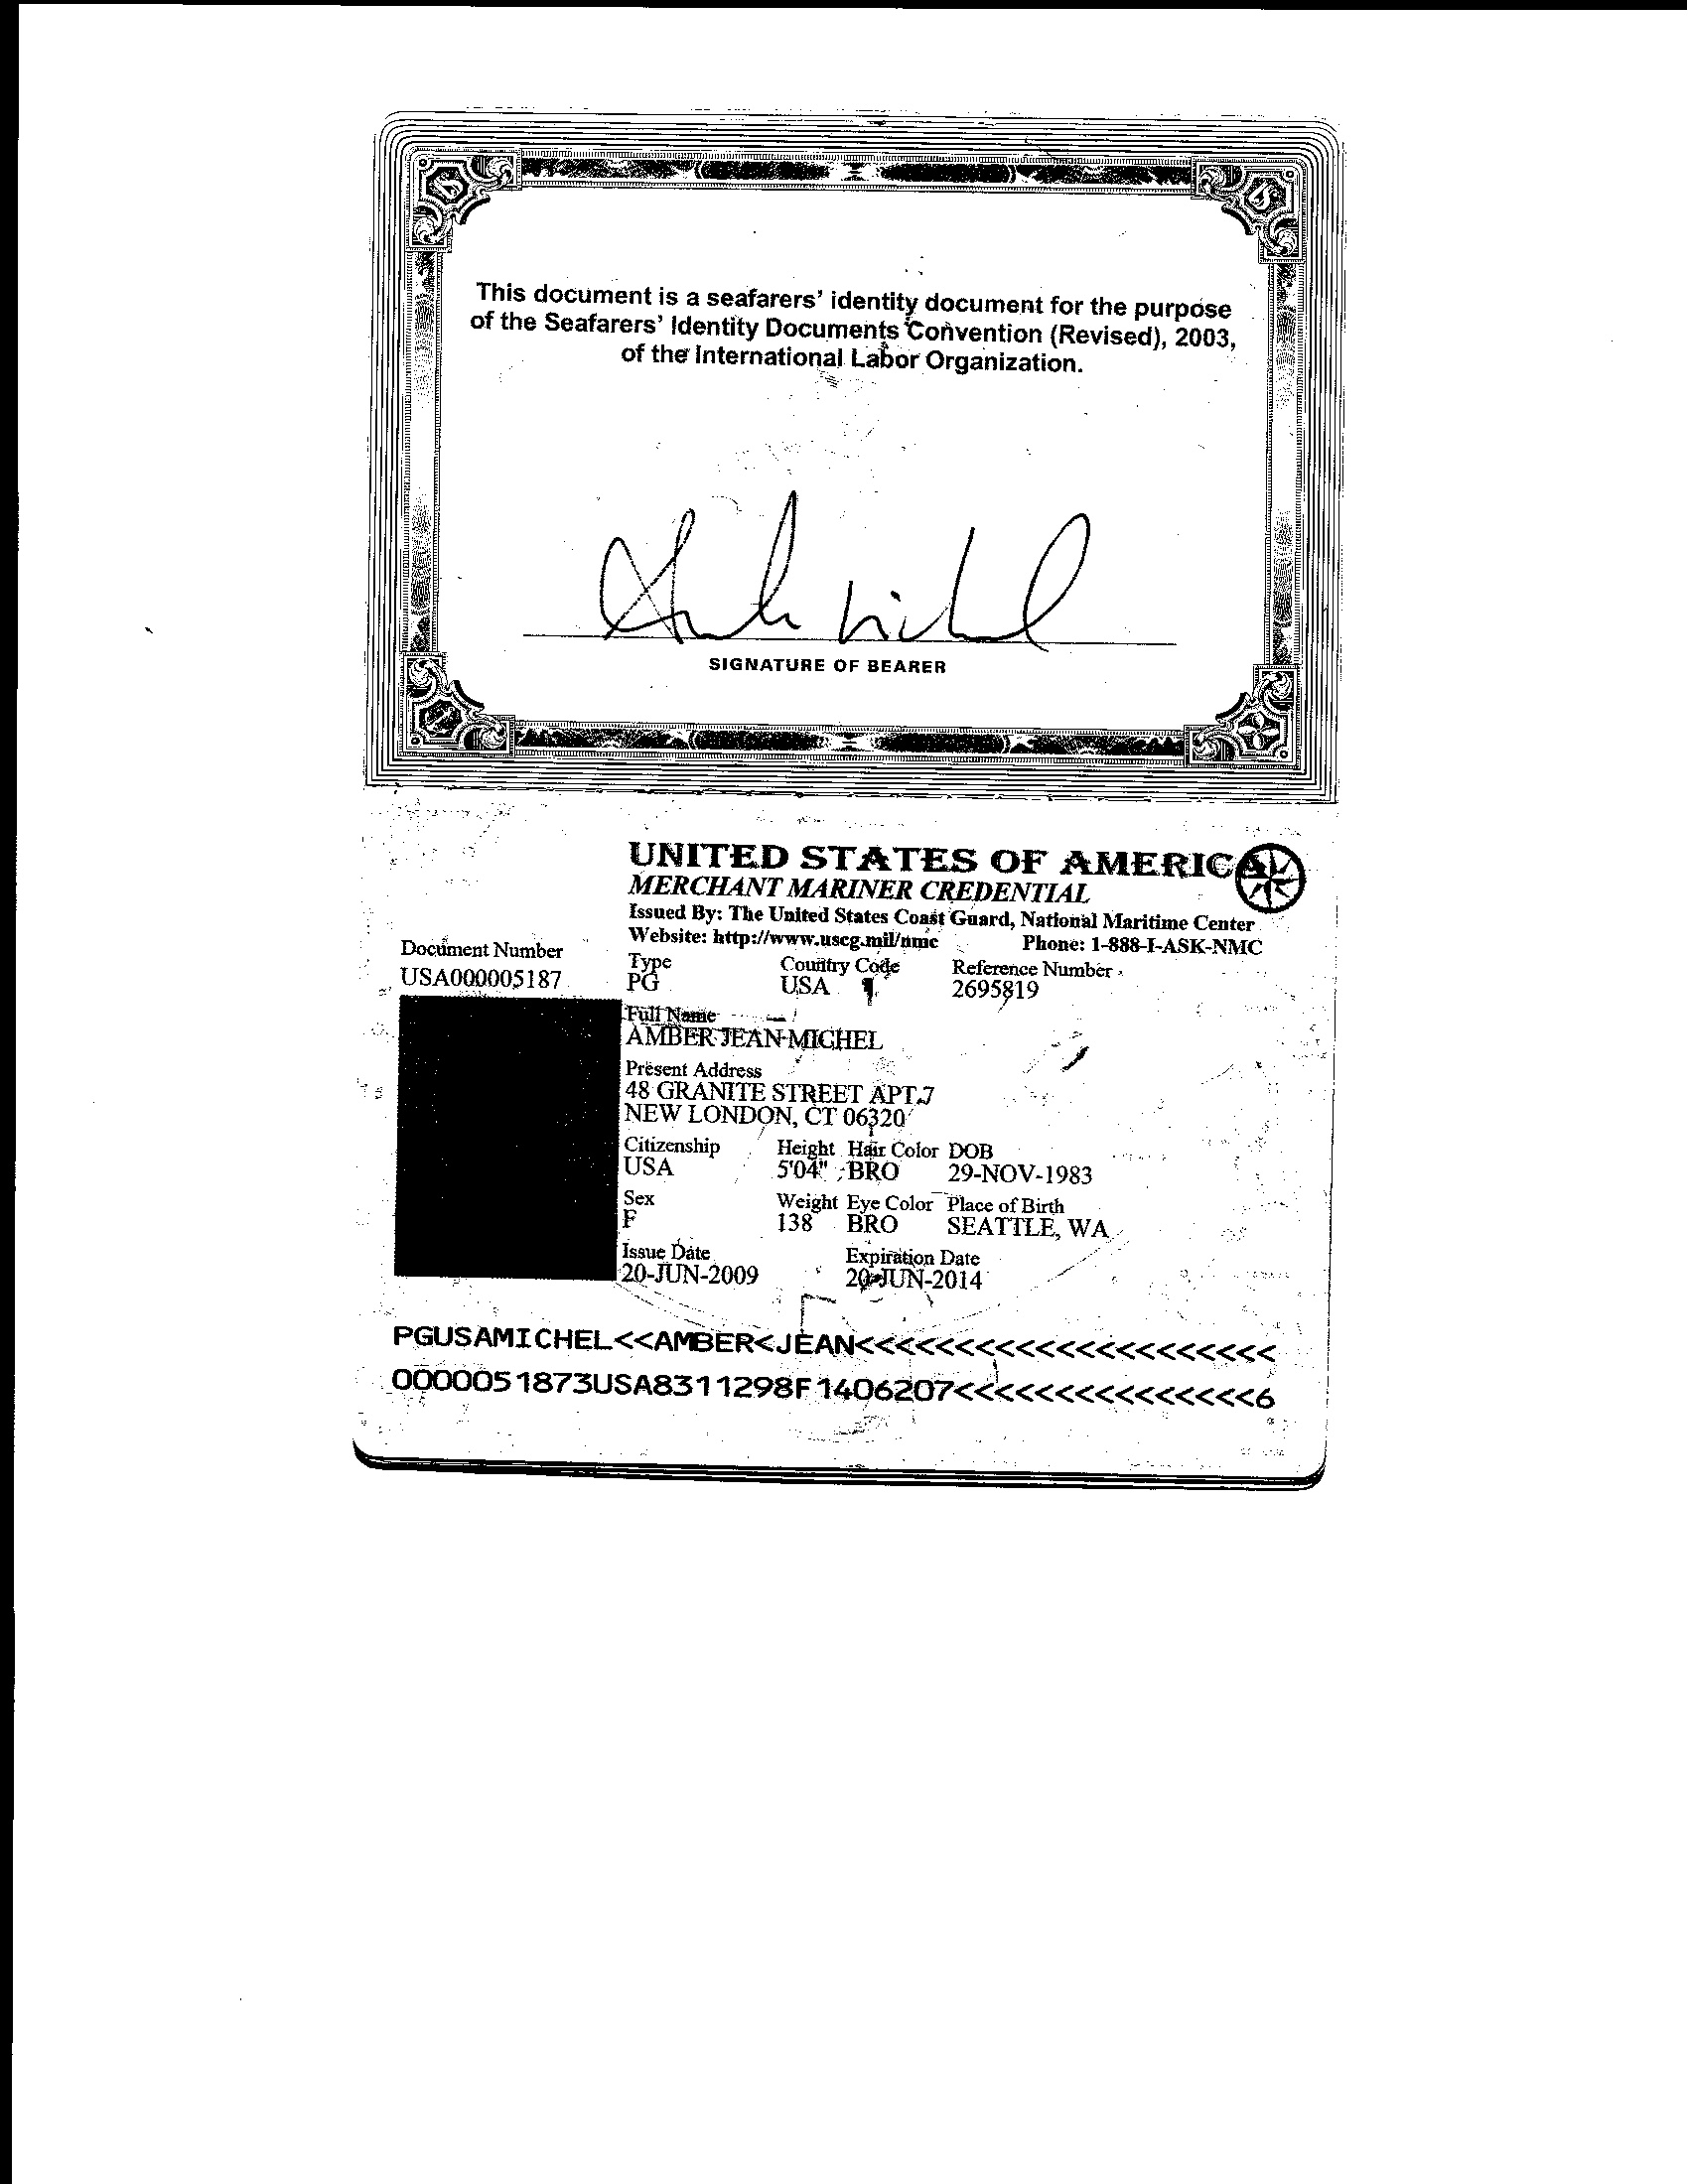 This document is a seafarers' identity document for the purpose
of the Seafarers' Identity Documents Convention (Revised), 2003,
of the International Labor Organization.
SIGNATURE OF BEARER
UNITED STATES OF AMERICA
MERCHANT MARINER CREDENTIAL
Issued By: The United States Coast Guard, National Maritime Center
Website: http://www.uscg.mil/nmc Phone: 1-888-I-ASK-NMC
Document Number Type Country Code Reference Number
USA000005187 PG USA 2695819
Full Name
AMBER JEAN MICHEL
Present Address
48 GRANITE STREET APT 7
NEW LONDON, CT 06320
Citizenship Height Hair Color DOB
USA 5'04" BRO 29-NOV-1983
Sex Weight Eye Color Place of Birth
F 138 BRO SEATTLE, WA
Issue Date Expiration Date
20-JUN-2009 20-JUN-2014
PGUSAMICHEL<<AMBER<JEAN<<<<<<<<<<<<<<<<<<<<<
0000051873USA8311298F1406207<<<<<<<<<<<<<<<6